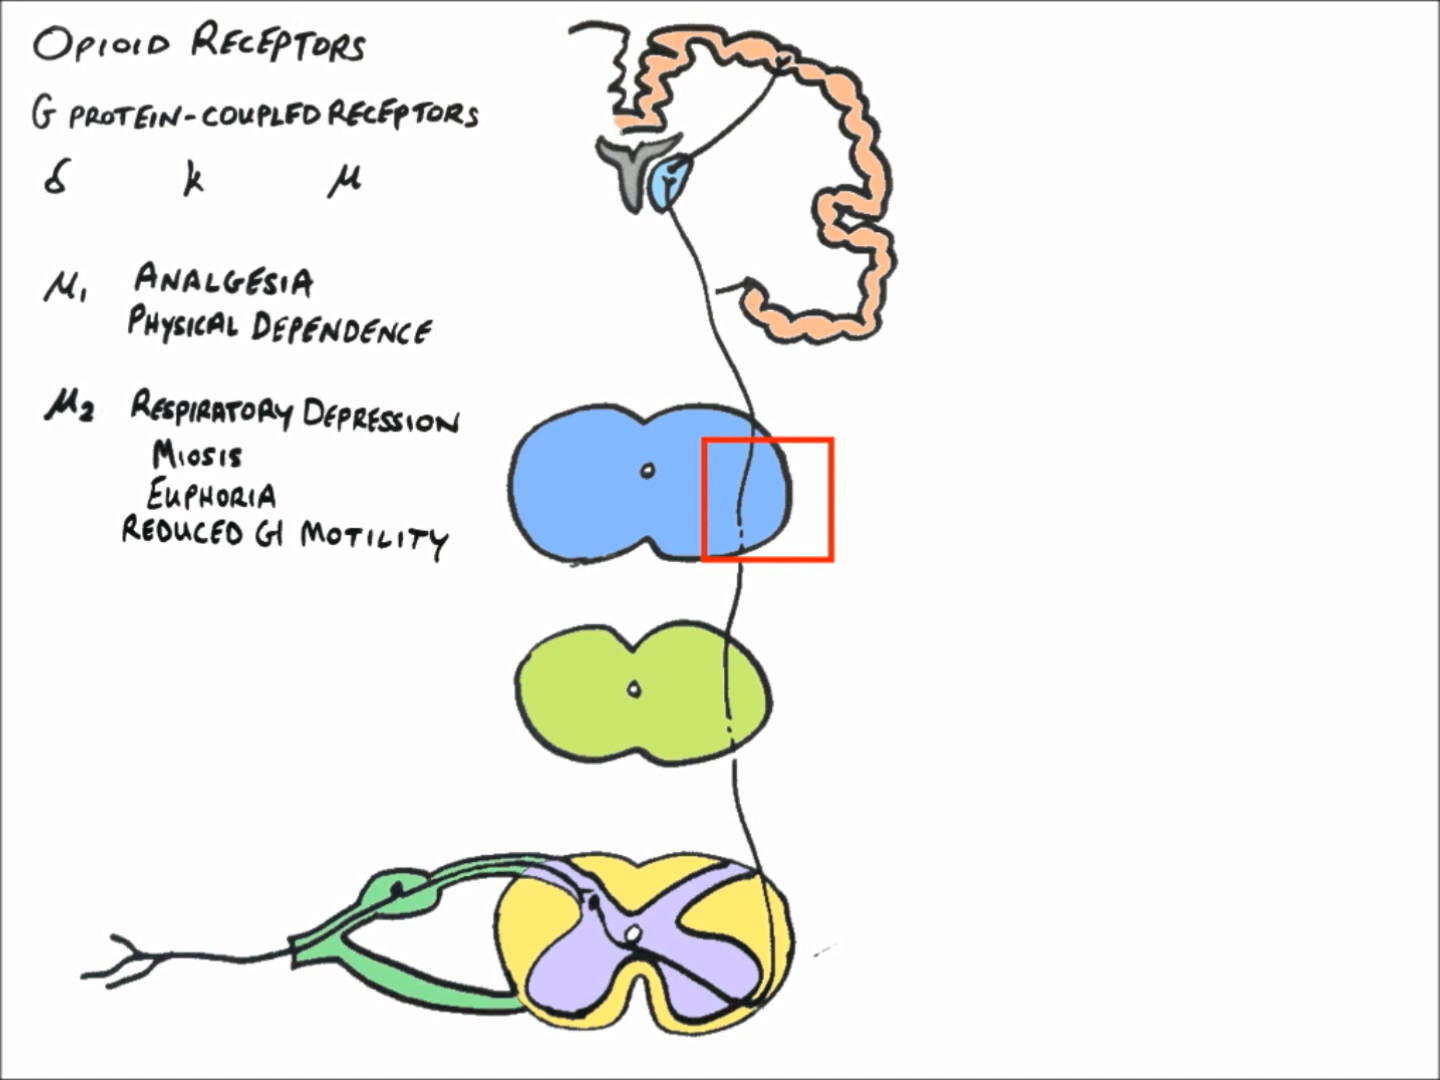 OPIOID RECEPTORS
G PROTEIN-COUPLED RECEPTORS
δ k μ
μ1 ANALGESIA
PHYSICAL DEPENDENCE
μ2 RESPIRATORY DEPRESSION
MIOSIS
EUPHORIA
REDUCED GI MOTILITY